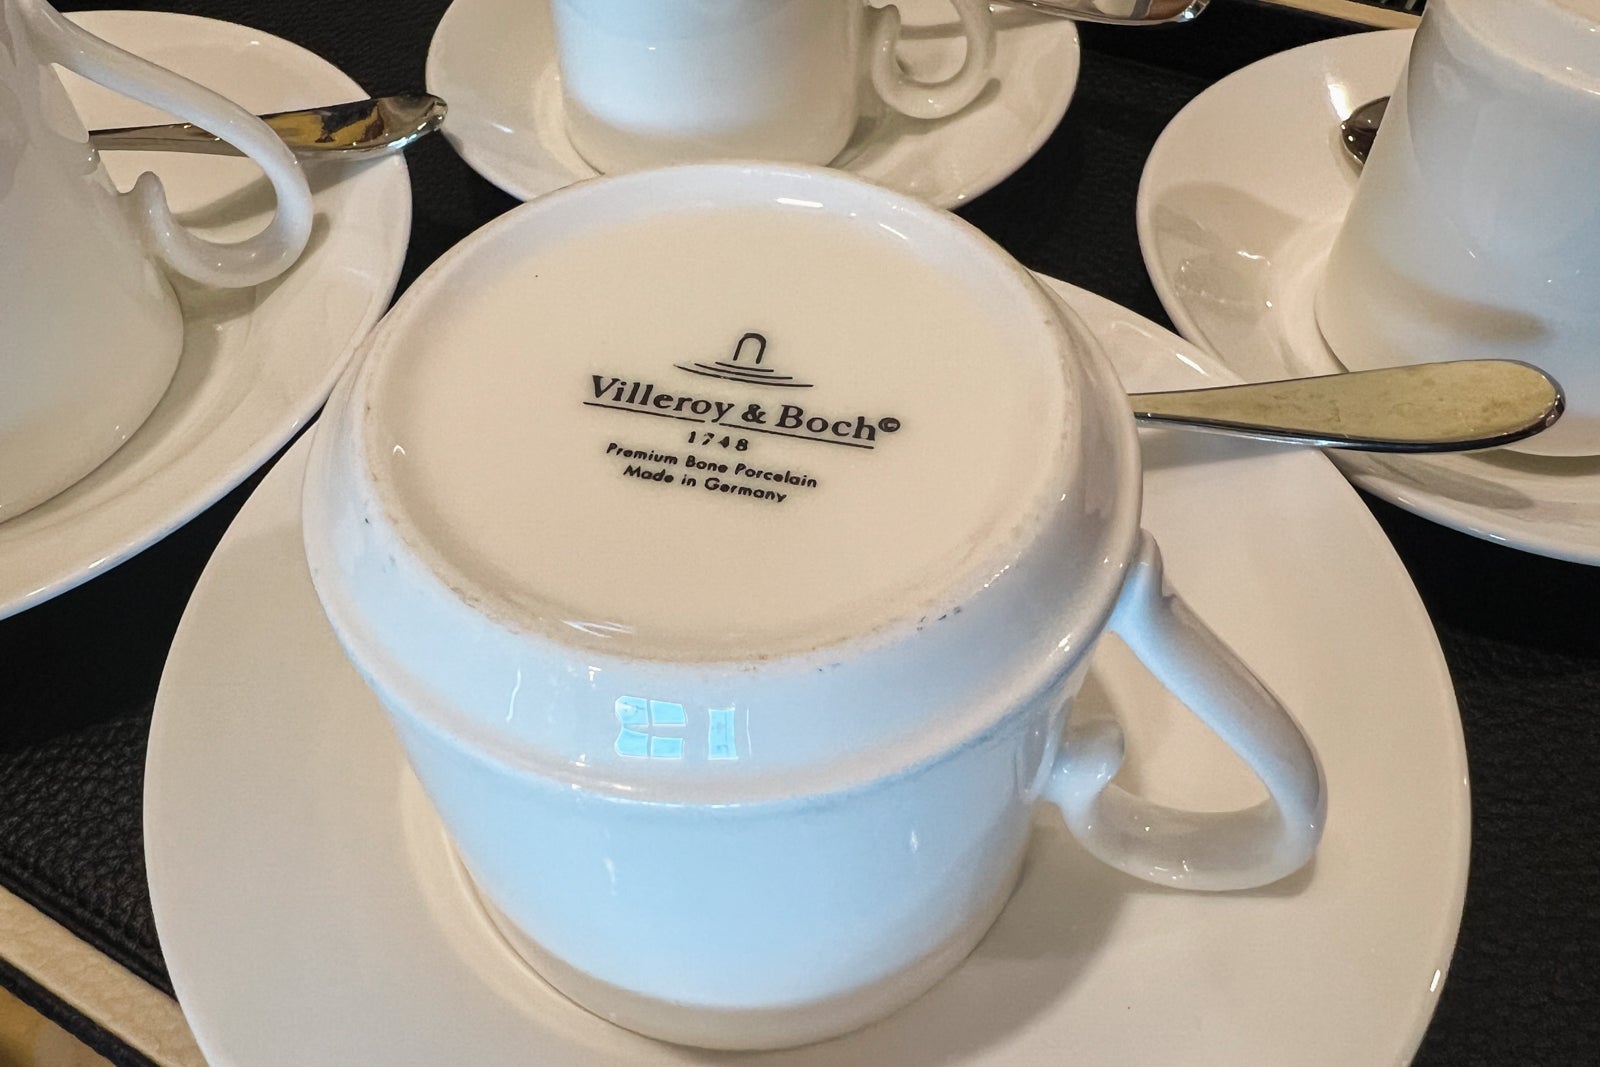 Villeroy & Boch©
1748
Premium Bone Porcelain
Made in Germany